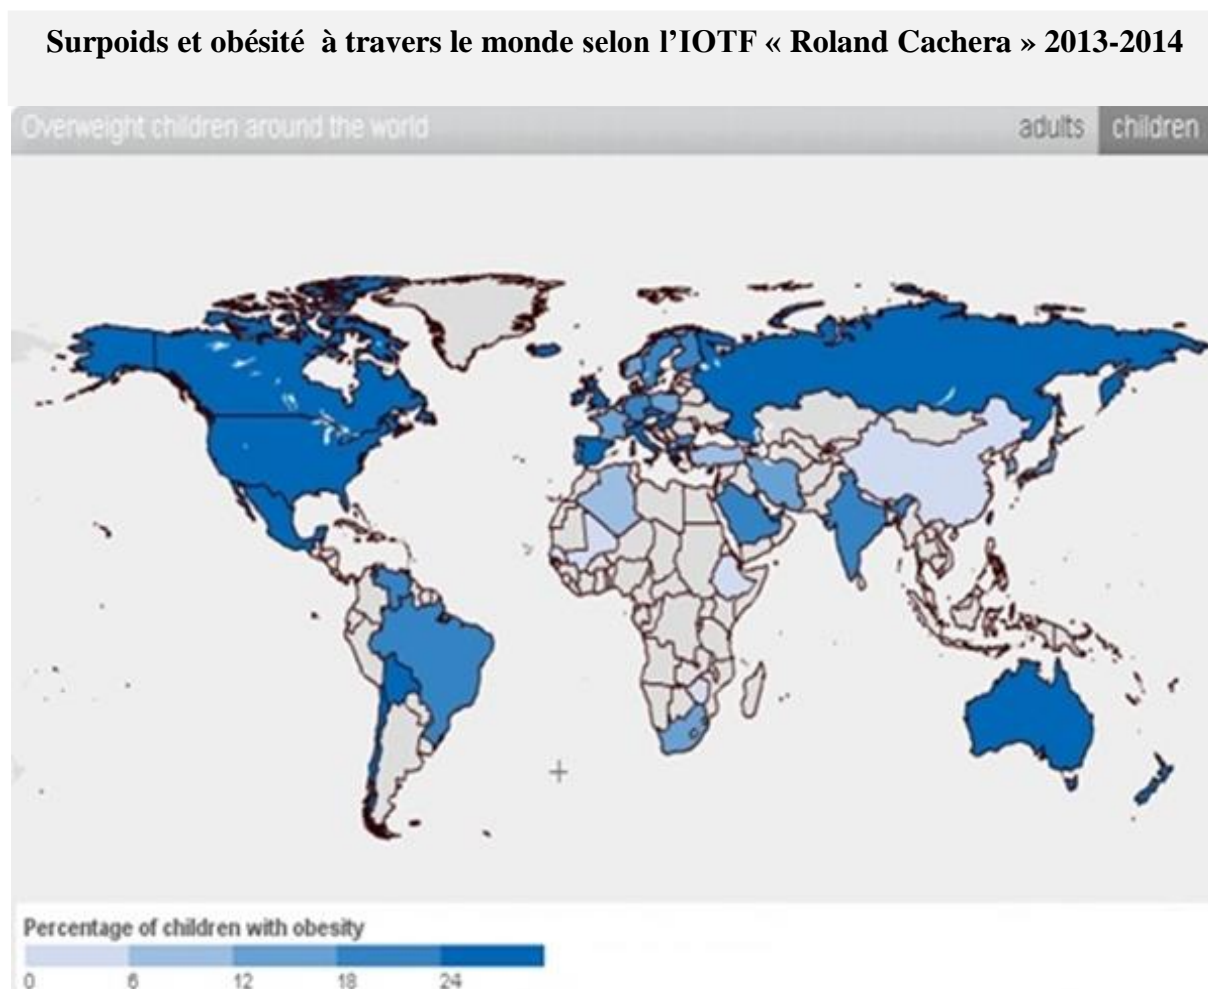 Surpoids et obésité à travers le monde selon l’IOTF « Roland Cachera » 2013-2014
Overweight children around the world
adults children
Percentage of children with obesity
0 6 12 18 24